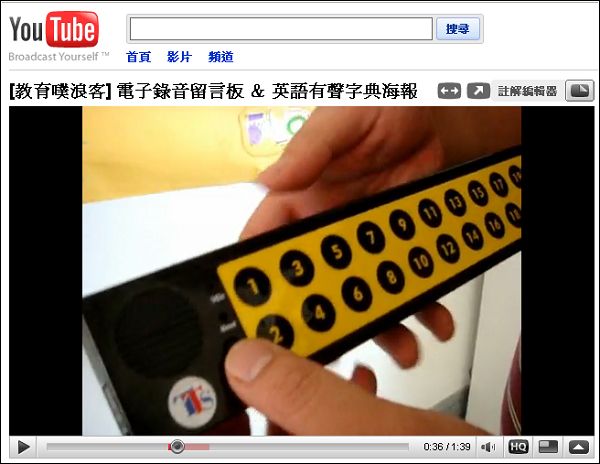 YouTube
搜尋
Broadcast Yourself™
首頁 影片 頻道
[教育噗浪客] 電子錄音留言板 & 英語有聲字典海報
註解編輯器
1 3 5 7 9 11 13 15 17 19
2 4 6 8 10 12 14 16 18
0:36 / 1:39 HQ